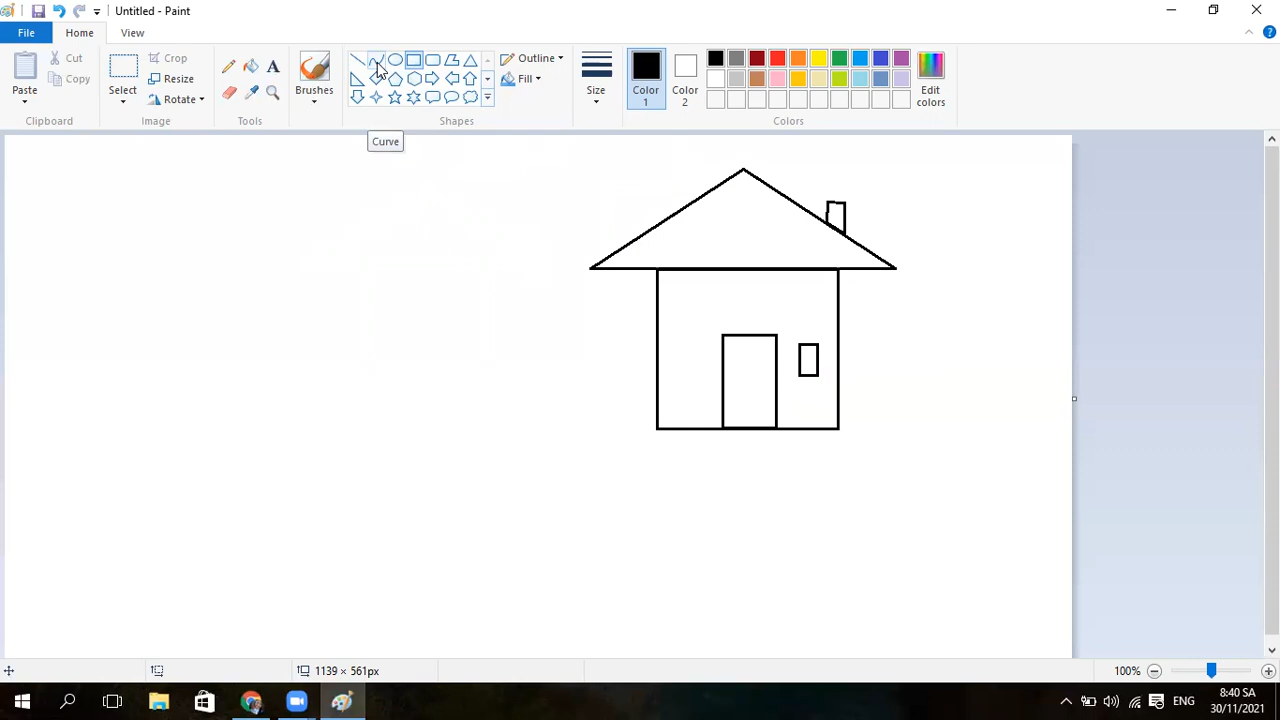 Untitled - Paint
File
Home
View
Paste
Cut
Copy
Clipboard
Select
Crop
Resize
Rotate
Image
A
Tools
Brushes
Outline
Fill
Shapes
Size
Color 1
Color 2
Edit colors
Colors
Curve
1139 × 561px
100%
ENG
8:40 SA
30/11/2021